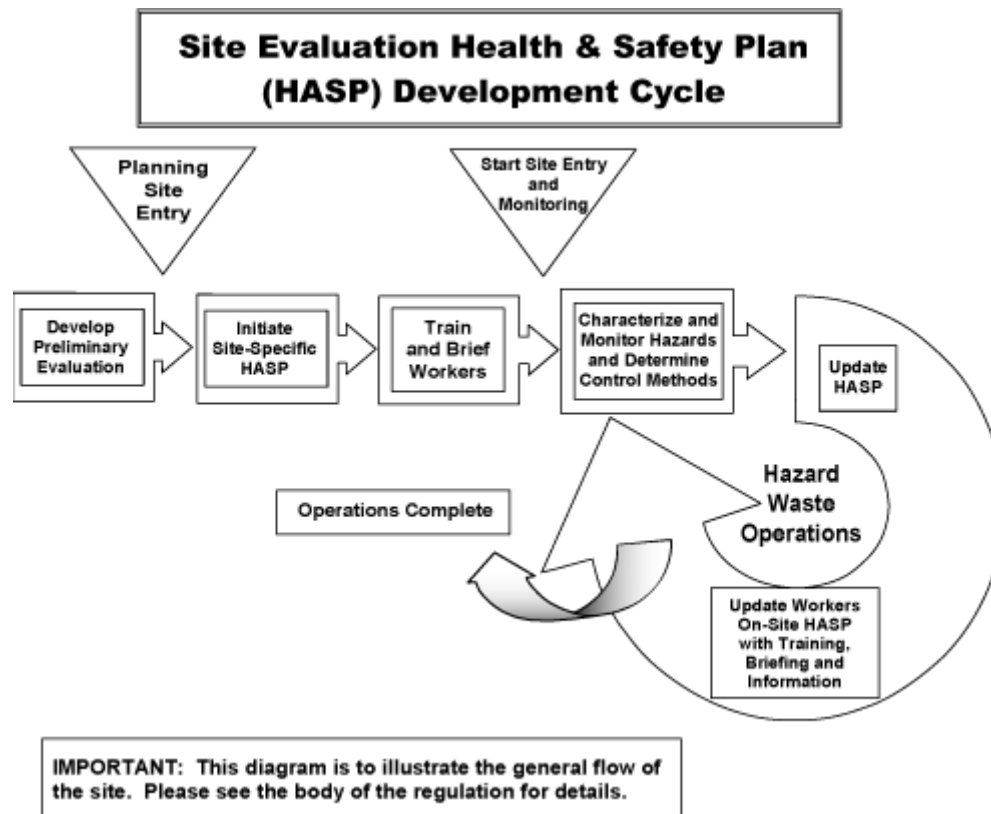 Site Evaluation Health & Safety Plan
(HASP) Development Cycle
Planning
Site
Entry
Start Site Entry
and
Monitoring
Develop
Preliminary
Evaluation
Initiate
Site-Specific
HASP
Train
and Brief
Workers
Characterize and
Monitor Hazards
and Determine
Control Methods
Update
HASP
Hazard
Waste
Operations
Operations Complete
Update Workers
On-Site HASP
with Training,
Briefing and
Information
IMPORTANT:  This diagram is to illustrate the general flow of
the site.  Please see the body of the regulation for details.